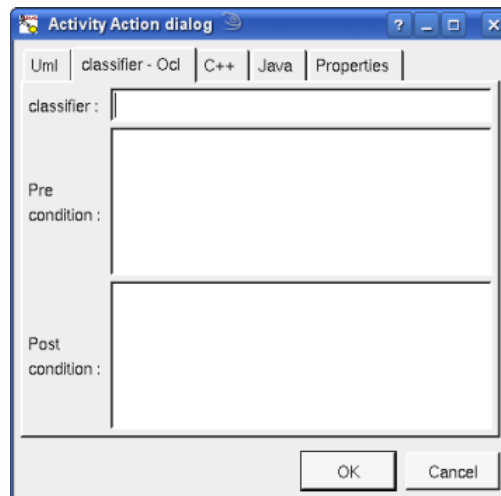 Activity Action dialog
Uml classifier - Ocl C++ Java Properties
classifier :
Pre
condition :
Post
condition :
OK Cancel